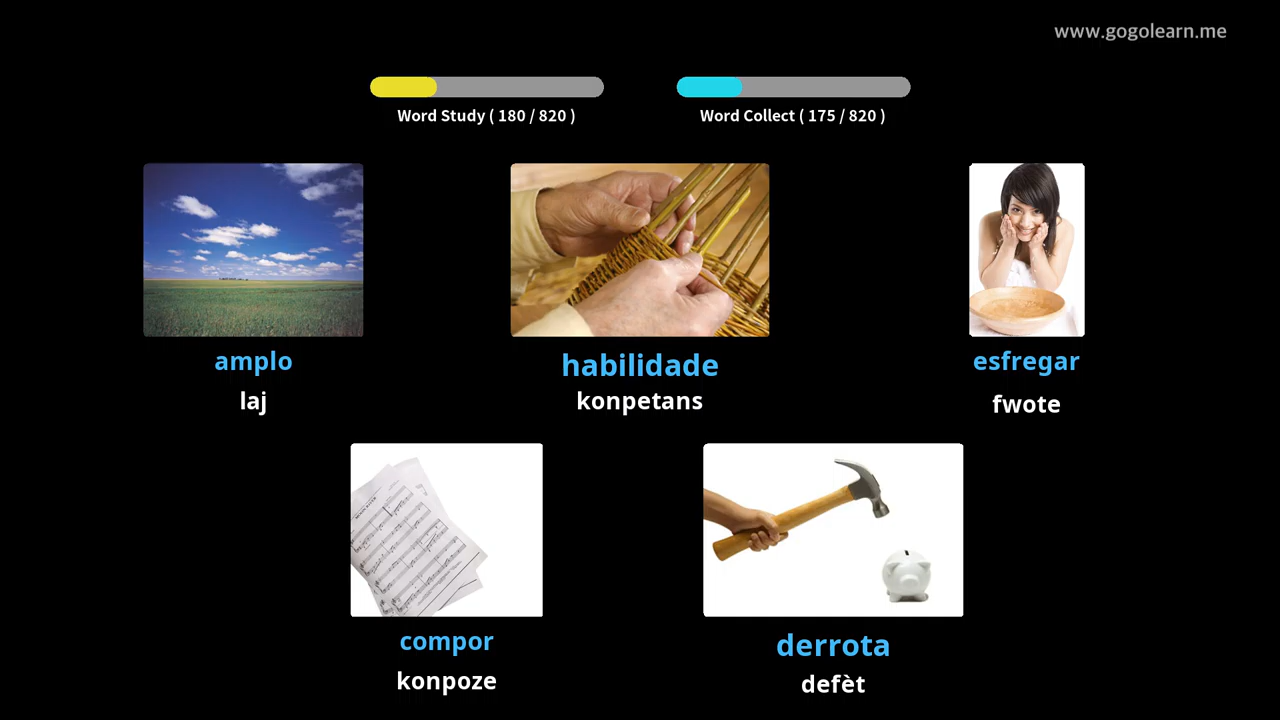 www.gogolearn.me
Word Study ( 180 / 820 )
Word Collect ( 175 / 820 )
amplo
laj
habilidade
konpetans
esfregar
fwote
compor
konpoze
derrota
defèt